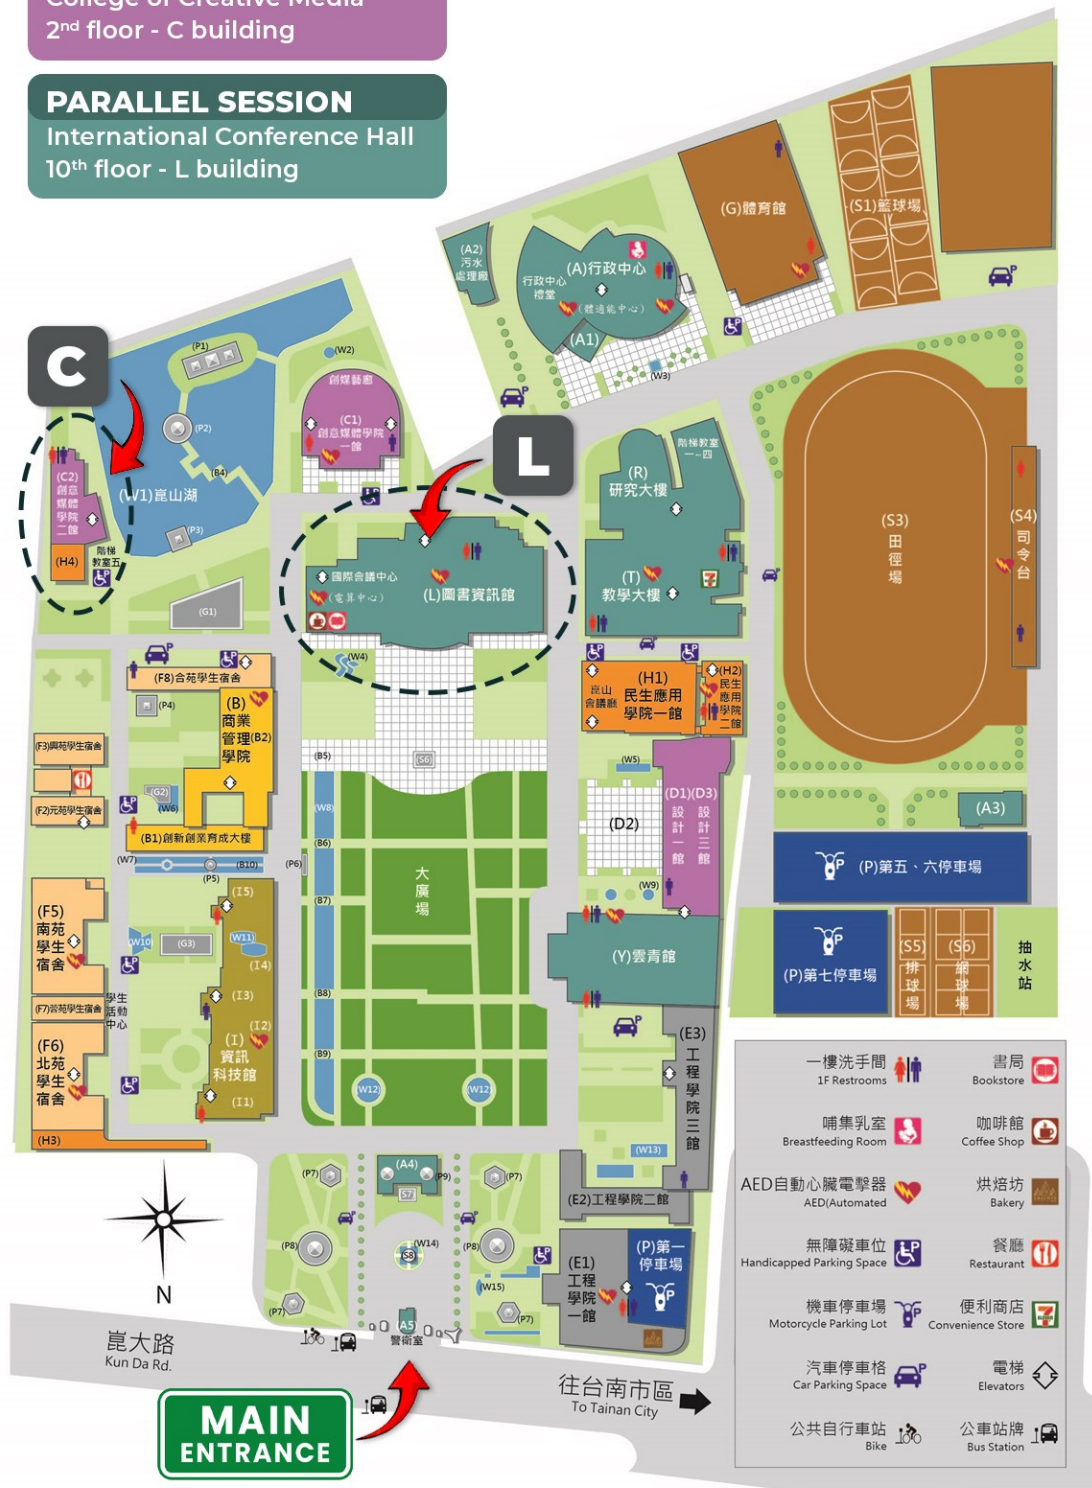 College of Creative Media
2nd floor - C building
PARALLEL SESSION
International Conference Hall
10th floor - L building
(G)體育館
(S1)籃球場
(A2)
污水
處理廠
行政中心
禮堂
(A)行政中心
(體適能中心)
(A1)
(W3)
C
(P1)
(W2)
(P2)
(B4)
(W1)崑山湖
(P3)
創媒藝廊
(C1)
創意媒體學院
一館
L
(R)
研究大樓
階梯教室
一~四
(C2)
創意
媒體
學院
二館
(H4)
階梯
教室五
國際會議中心
(電算中心)
(L)圖書資訊館
(T)
教學大樓
7
(S3)
田
徑
場
(S4)
司
令
台
(G1)
(W4)
(F8)合苑學生宿舍
(P4)
(B)
商業
管理(B2)
學院
崑山
會議廳
(H1)
民生應用
學院一館
(H2)
民生
應用
學院
二館
(F3)興苑學生宿舍
(F2)元苑學生宿舍
(G2)
(W6)
(B1)創新創業育成大樓
(B5)
(S6)
(W5)
(D1)(D3)
設計一館
設計三館
(D2)
(A3)
(W8)
(B6)
(W7)
(P5)
(B10)
(P6)
大
廣
場
(B7)
(W9)
(P)第五、六停車場
(F5)
南苑
學生
宿舍
(I5)
(W10)
(G3)
(W11)
(I4)
(Y)雲青館
(P)第七停車場
(S5)
排
球
場
(S6)
網
球
場
抽
水
站
(F7)蓉苑學生宿舍
學生
活動
中心
(I3)
(B8)
(F6)
北苑
學生
宿舍
(I2)
(I)
資訊
科技館
(I1)
(B9)
(W12)
(W12)
(E3)
工
程
學
院
三
館
(H3)
(W13)
(E2)工程學院二館
(P7)
(A4)
(P9)
(S7)
(P7)
(P8)
(W14)
(S8)
(P8)
(W15)
(P7)
(P7)
(A5)
警衛室
(E1)
工程
學院
一館
(P)第一
停車場
N
崑大路
Kun Da Rd.
MAIN
ENTRANCE
往台南市區
To Tainan City
一樓洗手間
1F Restrooms
書局
Bookstore
哺集乳室
Breastfeeding Room
咖啡館
Coffee Shop
AED自動心臟電擊器
AED(Automated
烘焙坊
Bakery
無障礙車位
Handicapped Parking Space
餐廳
Restaurant
機車停車場
Motorcycle Parking Lot
便利商店
Convenience Store
汽車停車格
Car Parking Space
電梯
Elevators
公共自行車站
Bike
公車站牌
Bus Station